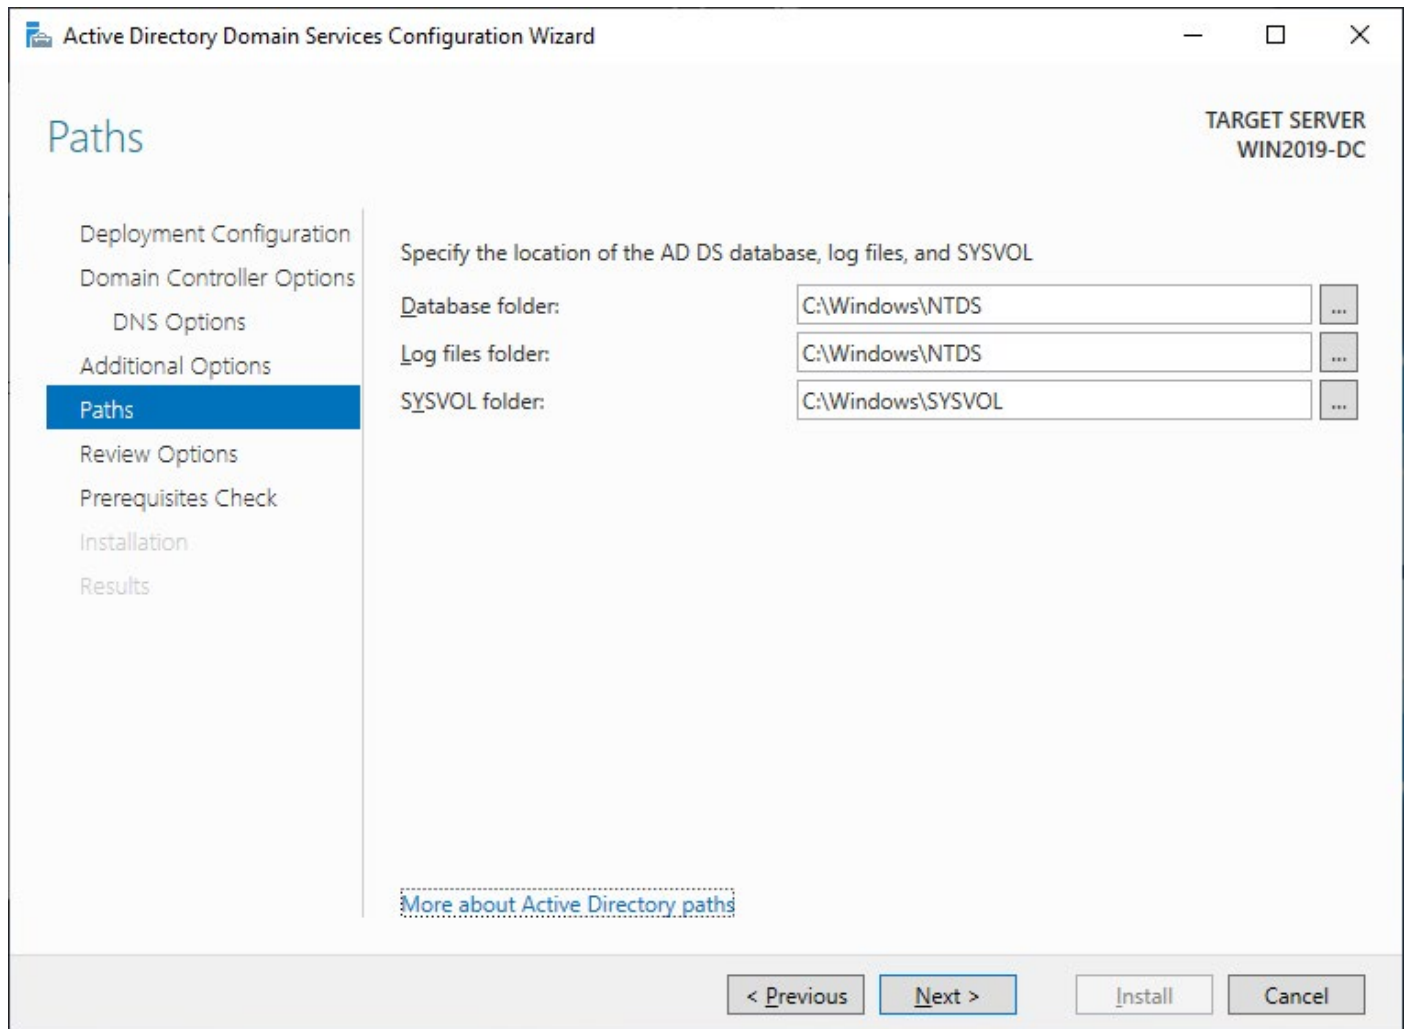 Active Directory Domain Services Configuration Wizard
Paths
TARGET SERVER
WIN2019-DC
Deployment Configuration
Domain Controller Options
DNS Options
Additional Options
Paths
Review Options
Prerequisites Check
Installation
Results
Specify the location of the AD DS database, log files, and SYSVOL
Database folder: C:\Windows\NTDS ...
Log files folder: C:\Windows\NTDS ...
SYSVOL folder: C:\Windows\SYSVOL ...
More about Active Directory paths
< Previous Next > Install Cancel